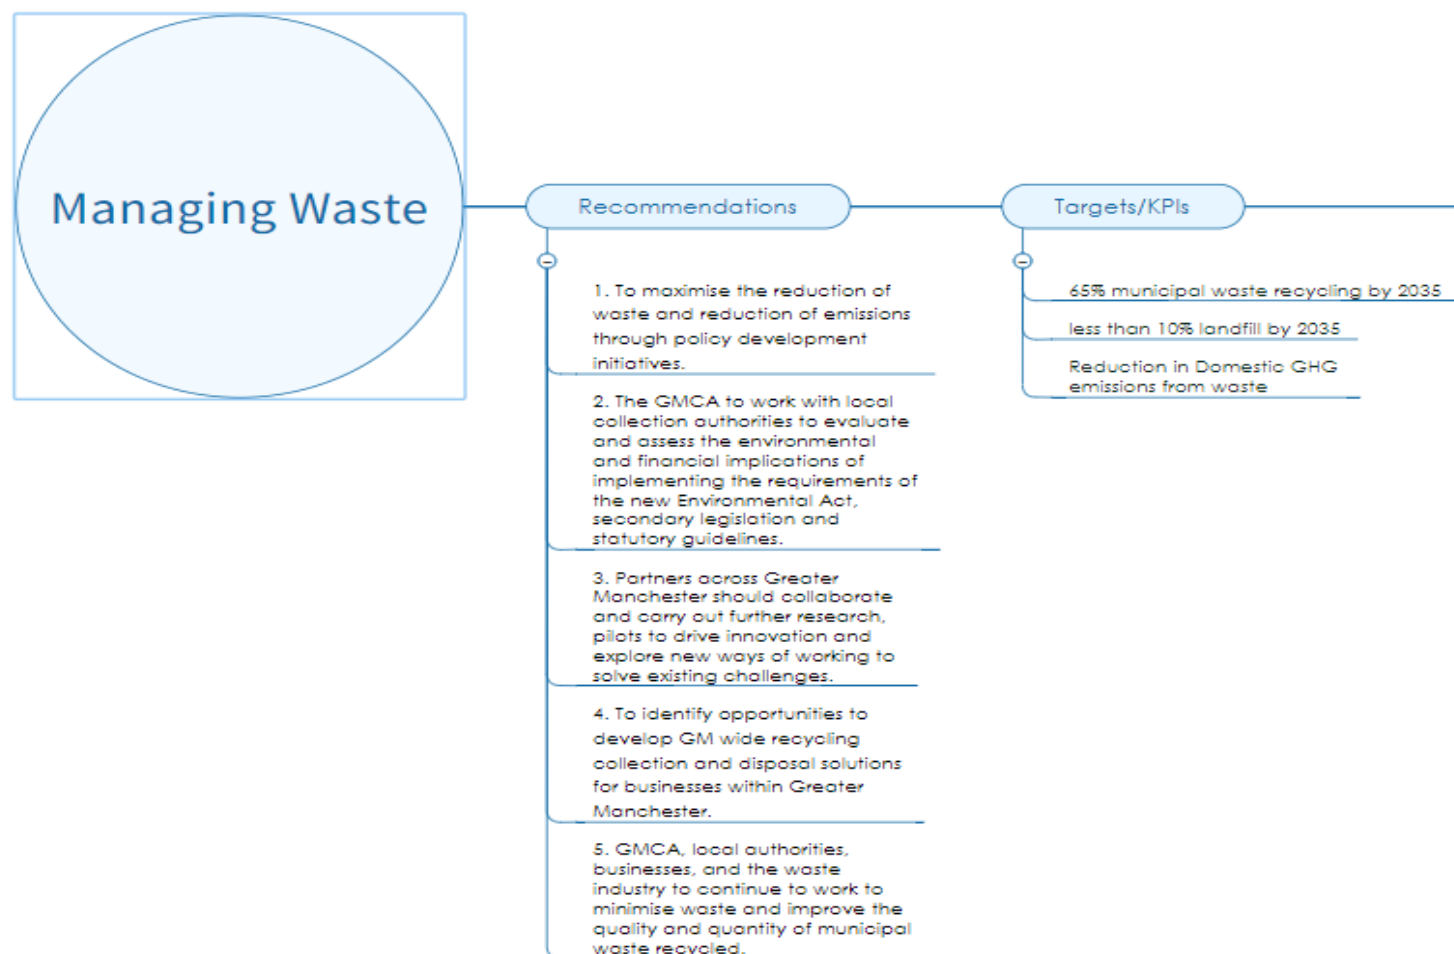 Managing Waste
Recommendations
1. To maximise the reduction of
waste and reduction of emissions
through policy development
initiatives.
2. The GMCA to work with local
collection authorities to evaluate
and assess the environmental
and financial implications of
implementing the requirements of
the new Environmental Act,
secondary legislation and
statutory guidelines.
3. Partners across Greater
Manchester should collaborate
and carry out further research,
pilots to drive innovation and
explore new ways of working to
solve existing challenges.
4. To identify opportunities to
develop GM wide recycling
collection and disposal solutions
for businesses within Greater
Manchester.
5. GMCA, local authorities,
businesses, and the waste
industry to continue to work to
minimise waste and improve the
quality and quantity of municipal
waste recycled.
Targets/KPIs
65% municipal waste recycling by 2035
less than 10% landfill by 2035
Reduction in Domestic GHG
emissions from waste